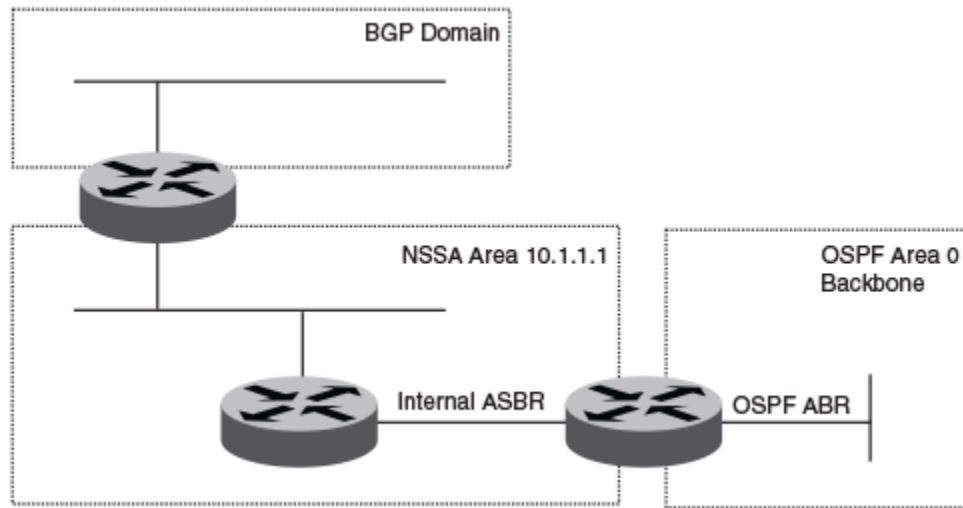 BGP Domain
NSSA Area 10.1.1.1
OSPF Area 0
Backbone
Internal ASBR
OSPF ABR